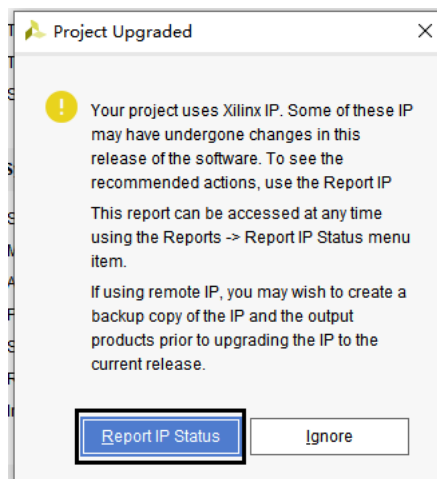 Project Upgraded
Your project uses Xilinx IP. Some of these IP
may have undergone changes in this
release of the software. To see the
recommended actions, use the Report IP
This report can be accessed at any time
using the Reports -> Report IP Status menu
item.
If using remote IP, you may wish to create a
backup copy of the IP and the output
products prior to upgrading the IP to the
current release.
Report IP Status
Ignore